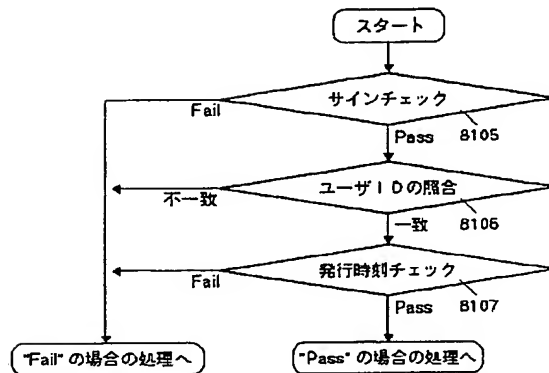 スタート
サインチェック
Fail
Pass
8105
ユーザIDの照合
不一致
一致
8106
発行時刻チェック
Fail
Pass
8107
"Fail" の場合の処理へ
"Pass" の場合の処理へ